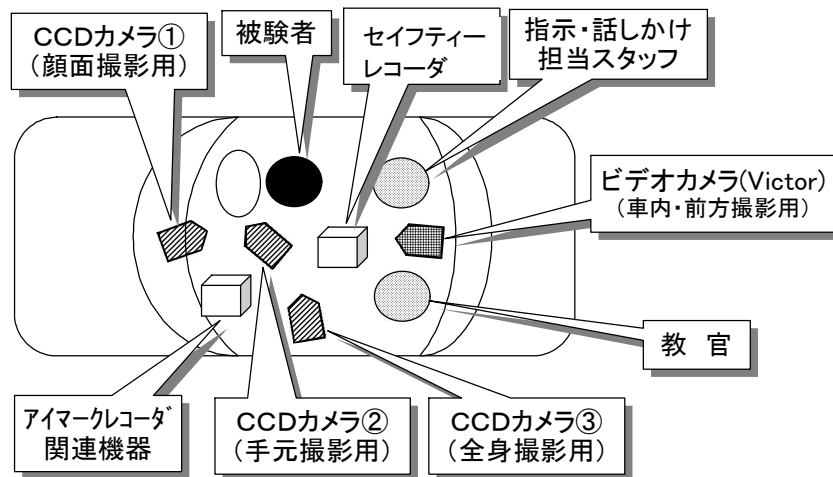 CCDカメラ①
（顔面撮影用）
被験者
セイフティー
レコーダ
指示・話しかけ
担当スタッフ
ビデオカメラ(Victor)
（車内・前方撮影用）
教　官
アイマークレコーダ
関連機器
CCDカメラ②
（手元撮影用）
CCDカメラ③
（全身撮影用）